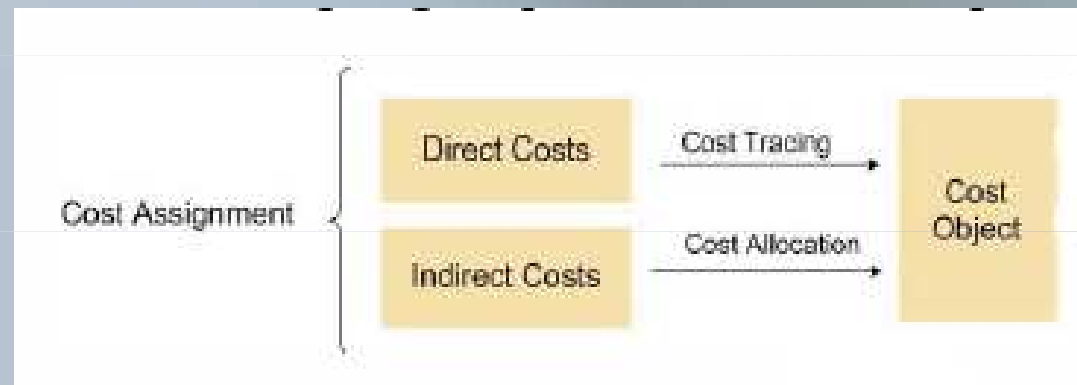 Cost Assignment
Direct Costs
Cost Tracing
Indirect Costs
Cost Allocation
Cost
Object